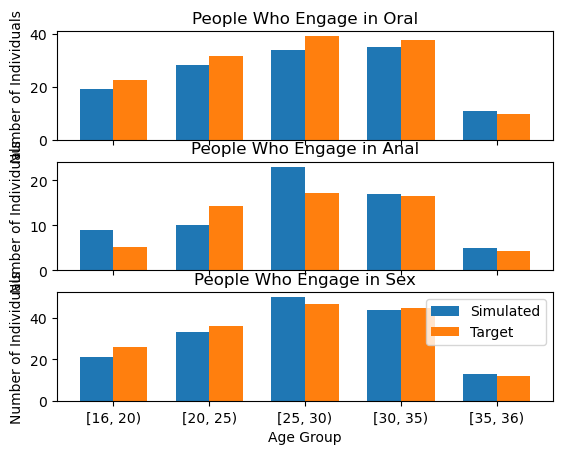 People Who Engage in Oral
Number of Individuals
40
20
0
People Who Engage in Anal
Number of Individuals
20
10
0
People Who Engage in Sex
Number of Individuals
40
20
0
Simulated
Target
[16, 20)
[20, 25)
[25, 30)
[30, 35)
[35, 36)
Age Group